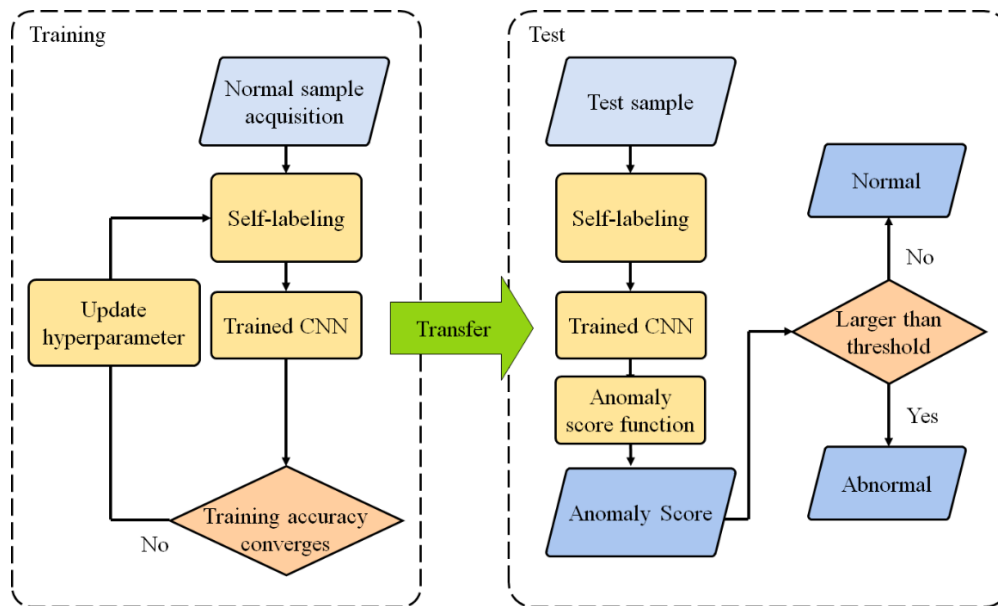 Training
Normal sample
acquisition
Self-labeling
Update
hyperparameter
Trained CNN
Training accuracy
converges
No
Transfer
Test
Test sample
Self-labeling
Trained CNN
Anomaly
score function
Anomaly Score
Normal
No
Larger than
threshold
Yes
Abnormal